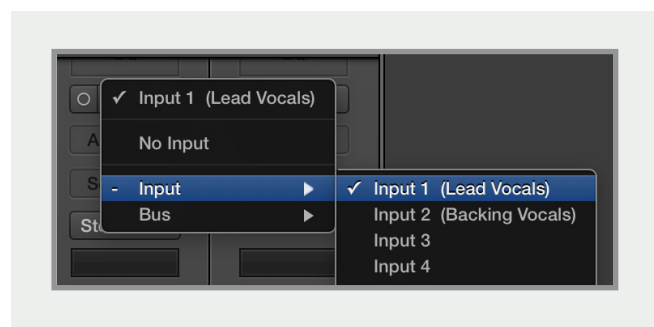 ✓ Input 1 (Lead Vocals)
No Input
- Input
Bus
✓ Input 1 (Lead Vocals)
Input 2 (Backing Vocals)
Input 3
Input 4